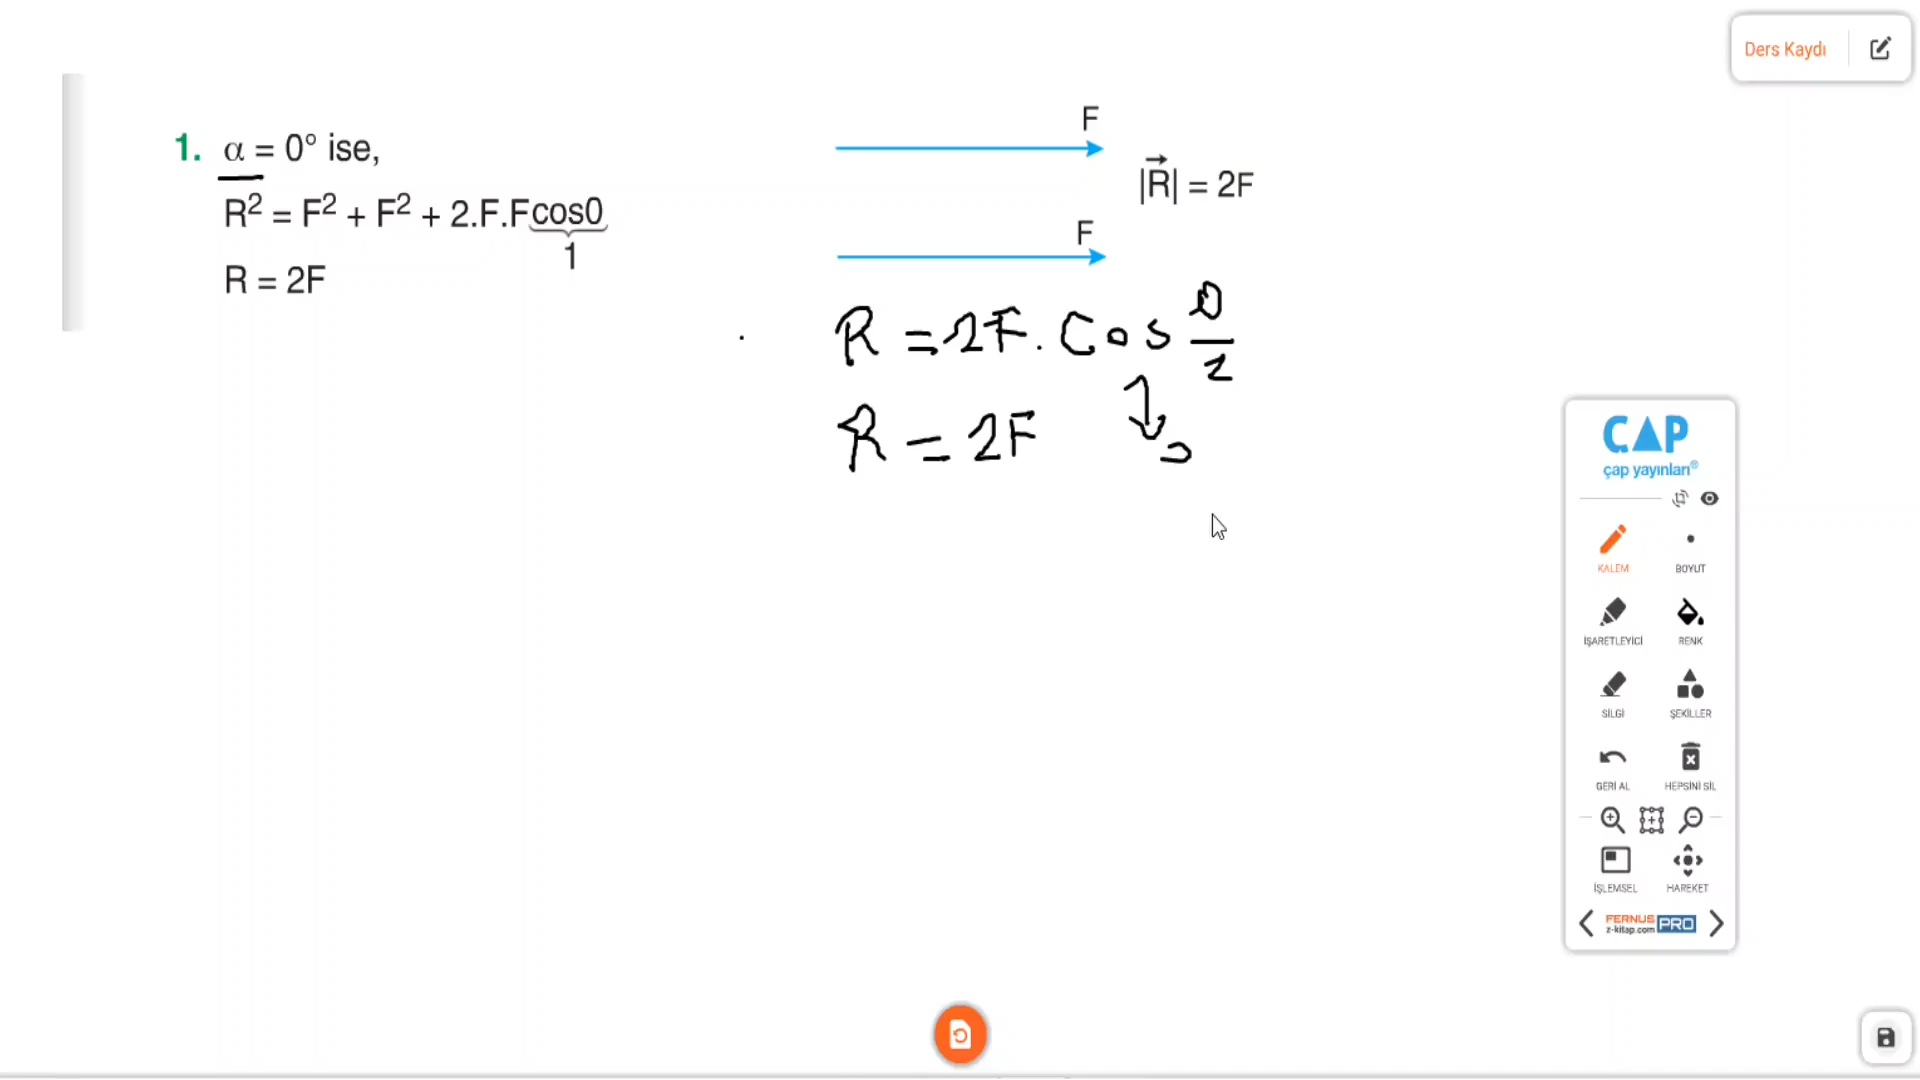 Ders Kaydı
1. α = 0° ise,
R² = F² + F² + 2.F.Fcos0
1
R = 2F
F
|R⃗| = 2F
F
R = 2F. Cos 0/2
R = 2F
ÇAP
çap yayınları®
KALEM
BOYUT
İŞARETLEYİCİ
RENK
SİLGİ
ŞEKİLLER
GERİ AL
HEPSİNİ SİL
İŞLEMSEL
HAREKET
FERNUS PRO
z-kitap.com